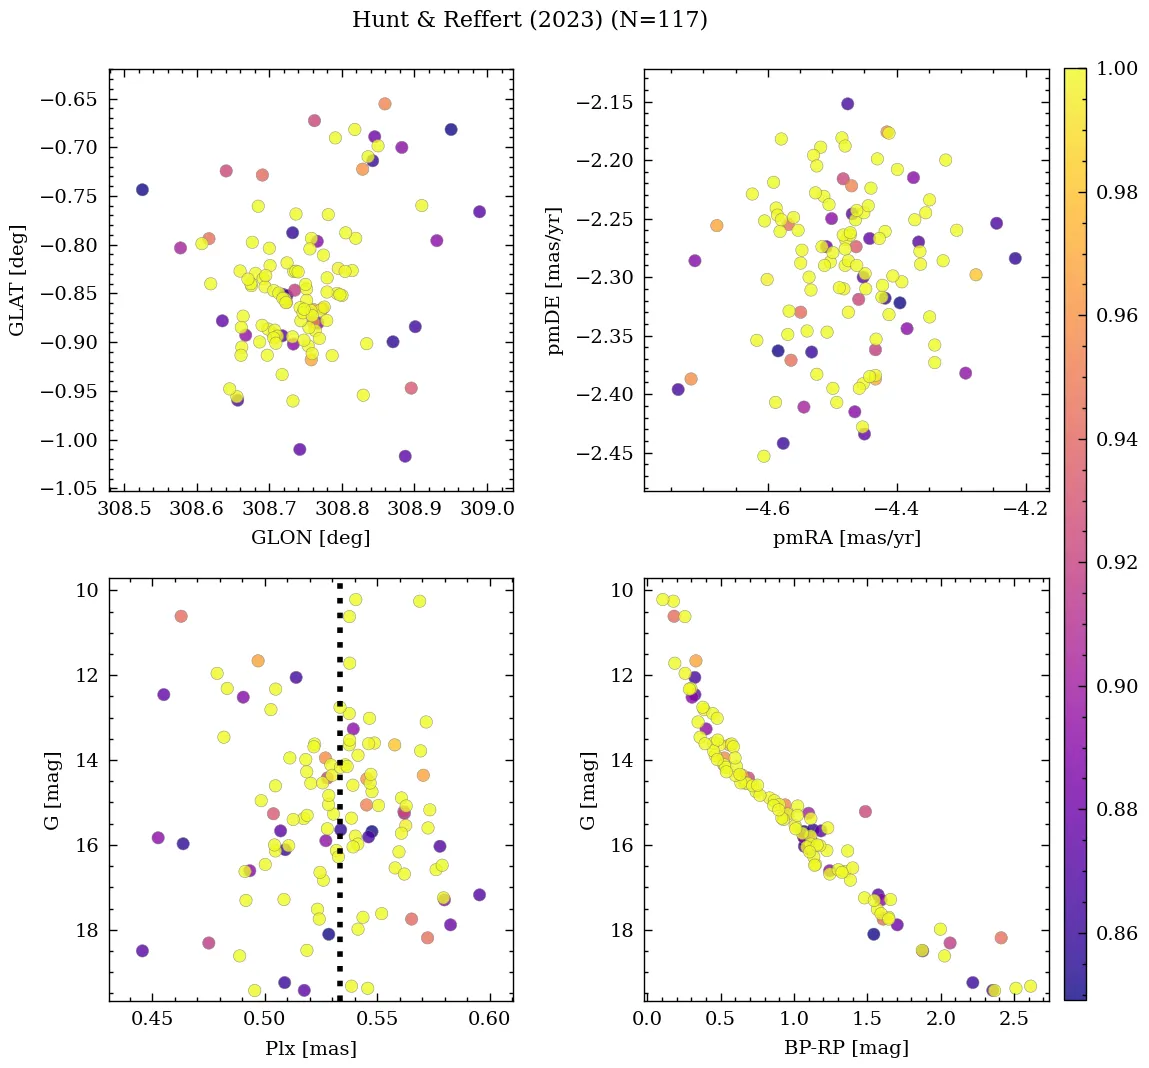 Hunt & Reffert (2023) (N=117)
−0.65
−0.70
−0.75
−0.80
−0.85
−0.90
−0.95
−1.00
−1.05
GLAT [deg]
308.5 308.6 308.7 308.8 308.9 309.0
GLON [deg]
−2.15
−2.20
−2.25
−2.30
−2.35
−2.40
−2.45
pmDE [mas/yr]
−4.6 −4.4 −4.2
pmRA [mas/yr]
1.00
0.98
0.96
0.94
0.92
0.90
0.88
0.86
10
12
14
16
18
G [mag]
0.45 0.50 0.55 0.60
Plx [mas]
10
12
14
16
18
G [mag]
0.0 0.5 1.0 1.5 2.0 2.5
BP-RP [mag]